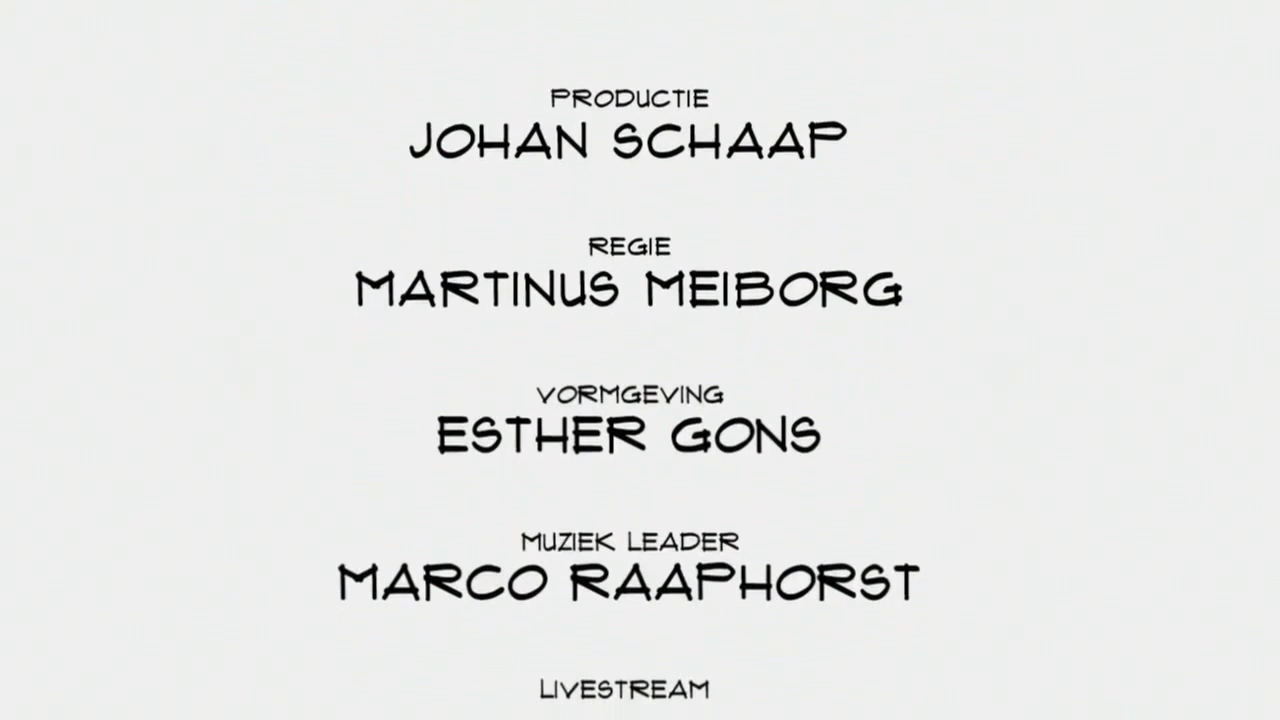 PRODUCTIE
JOHAN SCHAAP
REGIE
MARTINUS MEIBORG
VORMGEVING
ESTHER GONS
MUZIEK LEADER
MARCO RAAPHORST
LIVESTREAM